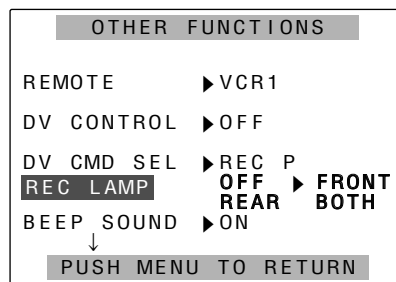 OTHER FUNCTIONS
REMOTE ▶VCR1
DV CONTROL ▶OFF
DV CMD SEL ▶REC P
REC LAMP OFF ▶ FRONT
REAR BOTH
BEEP SOUND ▶ON
↓
PUSH MENU TO RETURN